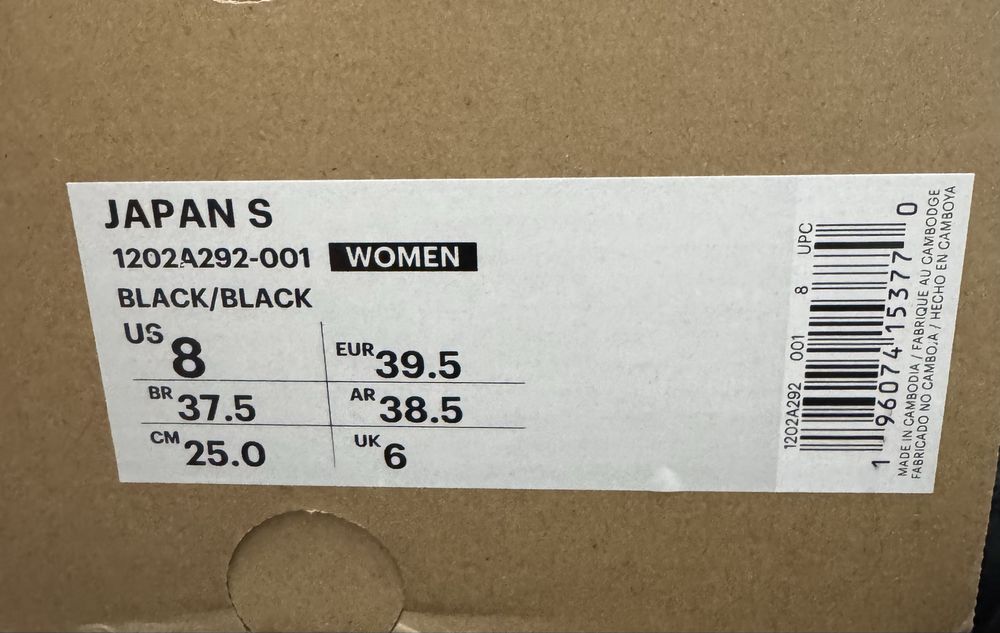 JAPAN S
1202A292-001 WOMEN
BLACK/BLACK
US 8
EUR 39.5
BR 37.5
AR 38.5
CM 25.0
UK 6
1202A292 001 8 UPC
1 96074 15377 0
MADE IN CAMBODIA / FABRIQUE AU CAMBODGE
FABRICADO NO CAMBOJA / HECHO EN CAMBOYA